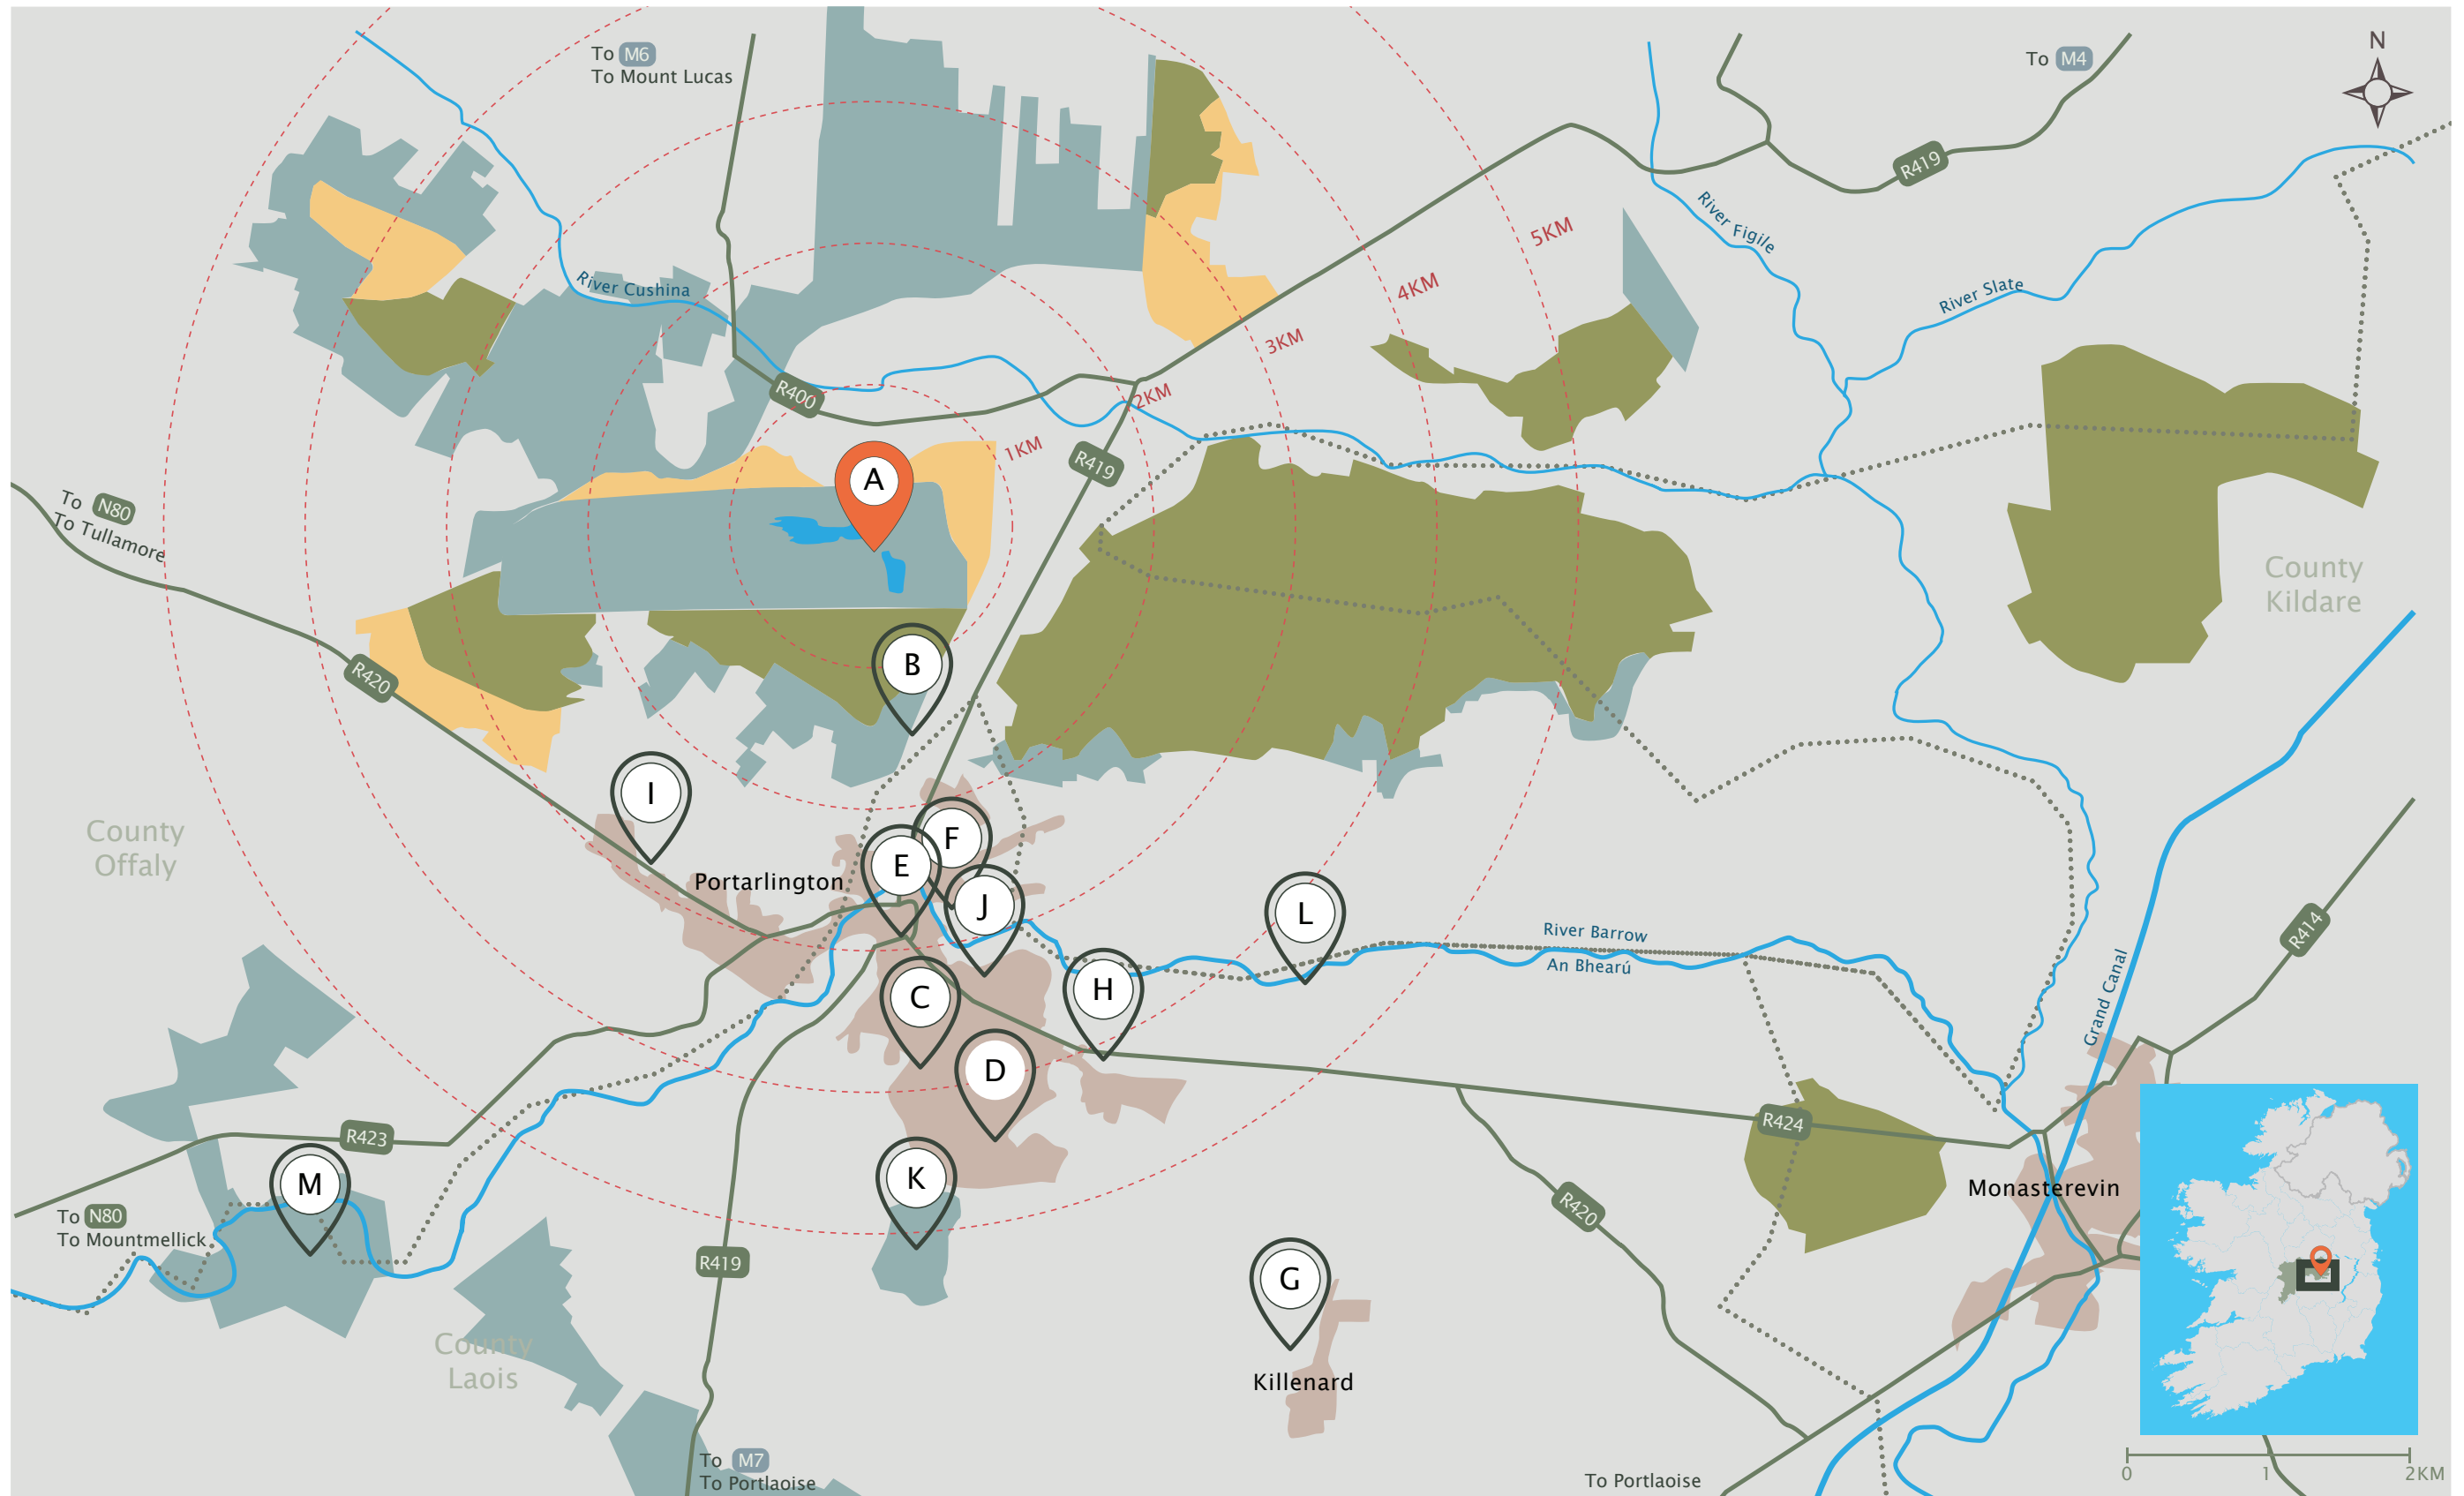 To M6
To Mount Lucas
To M4
N
R419
River Figile
5KM
River Slate
River Cushina
4KM
3KM
R400
2KM
1KM
R419
A
To N80
To Tullamore
County
Kildare
B
R420
I
F
County
Offaly
E
Portarlington
J
L
River Barrow
An Bhearú
R414
C
H
Grand Canal
D
R424
R423
M
K
Monasterevin
To N80
To Mountmellick
R420
R419
G
County
Laois
Killenard
To M7
To Portlaoise
To Portlaoise
0 1 2KM